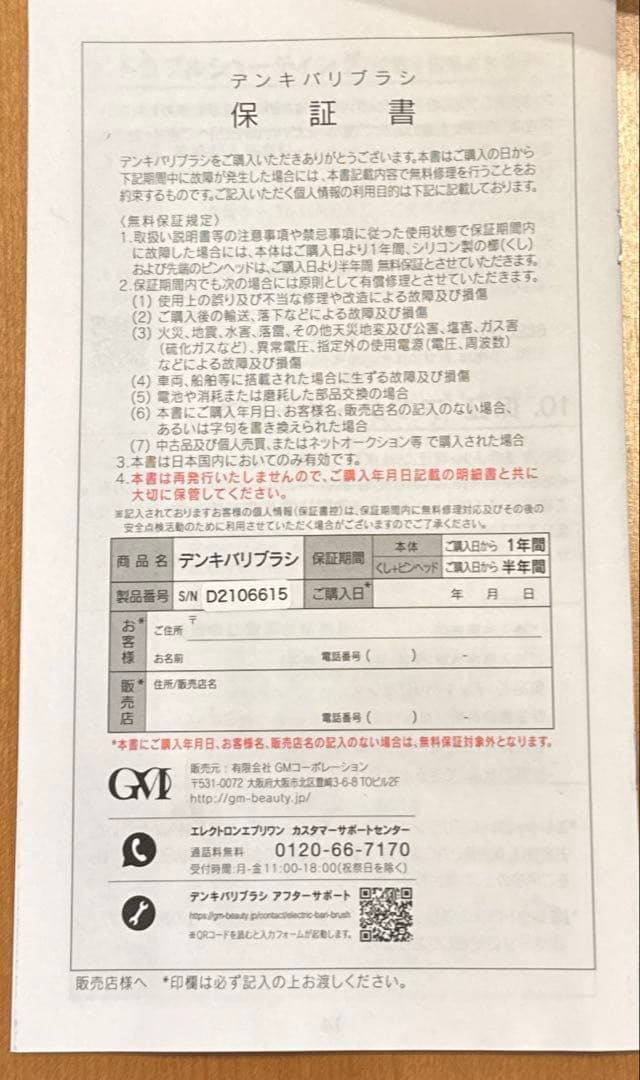 デンキバリブラシ
保証書
デンキバリブラシをご購入いただきありがとうございます。本書はご購入の日から
下記期間中に故障が発生した場合には、本書記載内容で無料修理を行うことをお
約束するものです。ご記入いただく個人情報の利用目的は下記に記載しております。
〈無料保証規定〉
1.取扱い説明書等の注意事項や禁忌事項に従った使用状態で保証期間内
に故障した場合には、本体はご購入日より1年間、シリコン製の櫛(くし)
および先端のピンヘッドは、ご購入日より半年間 無料保証とさせていただきます。
2.保証期間内でも次の場合には原則として有償修理とさせていただきます。
(1) 使用上の誤り及び不当な修理や改造による故障及び損傷
(2) ご購入後の輸送、落下などによる故障及び損傷
(3) 火災、地震、水害、落雷、その他天災地変及び公害、塩害、ガス害
(硫化ガスなど)、異常電圧、指定外の使用電源(電圧、周波数)
などによる故障及び損傷
(4) 車両、船舶等に搭載された場合に生ずる故障及び損傷
(5) 電池や消耗または磨耗した部品交換の場合
(6) 本書にご購入年月日、お客様名、販売店名の記入のない場合、
あるいは字句を書き換えられた場合
(7) 中古品及び個人売買、またはネットオークション等 で購入された場合
3.本書は日本国内においてのみ有効です。
4.本書は再発行いたしませんので、ご購入年月日記載の明細書と共に
大切に保管してください。
※記入されておりますお客様の個人情報(保証書控)は、保証期間内に無料修理対応及びその後の
安全点検活動のために利用させていただく場合がございますのでご了承ください。
商品名 デンキバリブラシ 保証期間 本体 ご購入日から 1年間
くし+ピンヘッド ご購入日から 半年間
製品番号 S/N D2106615 ご購入日* 年 月 日
お客様* ご住所 〒
お名前 電話番号 ( ) -
販売店* 住所/販売店名
電話番号 ( ) -
*本書にご購入年月日、お客様名、販売店名の記入のない場合は、無料保証対象外となります。
GM 販売元：有限会社 GMコーポレーション
〒531-0072 大阪府大阪市北区豊崎3-6-8 TOビル2F
http://gm-beauty.jp/
エレクトロンエブリワン カスタマーサポートセンター
通話料無料 0120-66-7170
受付時間:月-金11:00-18:00(祝祭日を除く)
デンキバリブラシ アフターサポート
https://gm-beauty.jp/contact/electric-bari-brush
※QRコードを読むと入力フォームが起動します。
販売店様へ *印欄は必ず記入の上お渡しください。